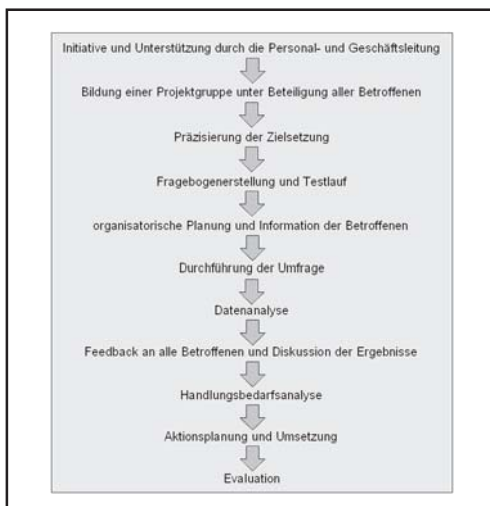 Initiative und Unterstützung durch die Personal- und Geschäftsleitung
Bildung einer Projektgruppe unter Beteiligung aller Betroffenen
Präzisierung der Zielsetzung
Fragebogenerstellung und Testlauf
organisatorische Planung und Information der Betroffenen
Durchführung der Umfrage
Datenanalyse
Feedback an alle Betroffenen und Diskussion der Ergebnisse
Handlungsbedarfsanalyse
Aktionsplanung und Umsetzung
Evaluation